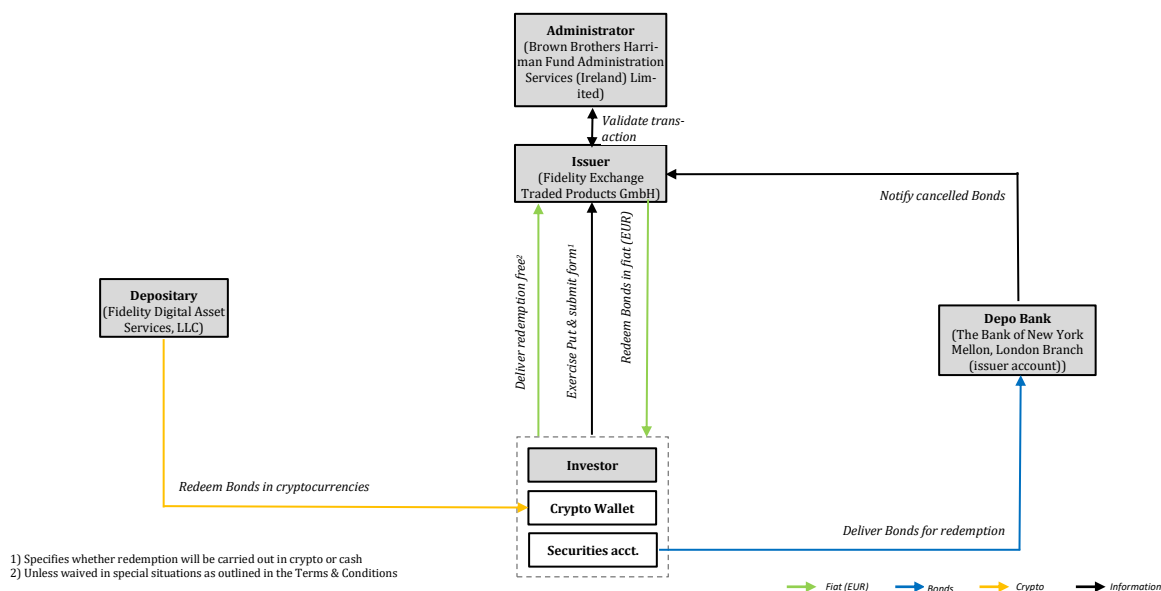 Administrator
(Brown Brothers Harri-
man Fund Administration
Services (Ireland) Lim-
ited)
Validate trans-
action
Issuer
(Fidelity Exchange
Traded Products GmbH)
Notify cancelled Bonds
Deliver redemption free²
Exercise Put & submit form¹
Redeem Bonds in fiat (EUR)
Depositary
(Fidelity Digital Asset
Services, LLC)
Depo Bank
(The Bank of New York
Mellon, London Branch
(issuer account))
Investor
Redeem Bonds in cryptocurrencies
Crypto Wallet
Deliver Bonds for redemption
Securities acct.
1) Specifies whether redemption will be carried out in crypto or cash
2) Unless waived in special situations as outlined in the Terms & Conditions
Fiat (EUR)
Bonds
Crypto
Information